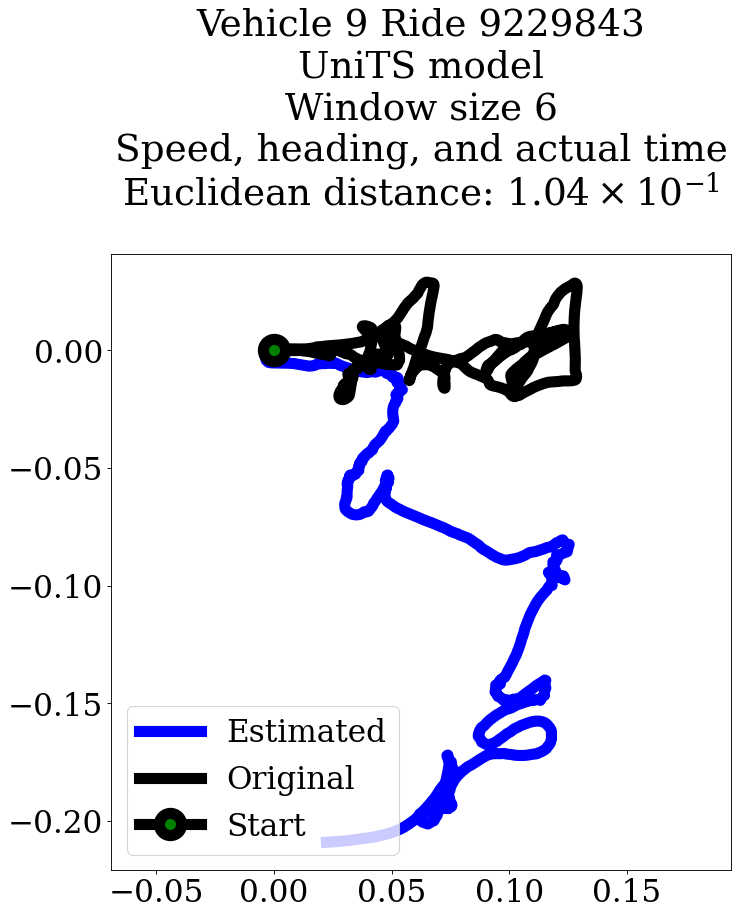 Vehicle 9 Ride 9229843
UniTS model
Window size 6
Speed, heading, and actual time
Euclidean distance: 1.04 × 10⁻¹
0.00
−0.05
−0.10
−0.15
−0.20
Estimated
Original
Start
−0.05 0.00 0.05 0.10 0.15